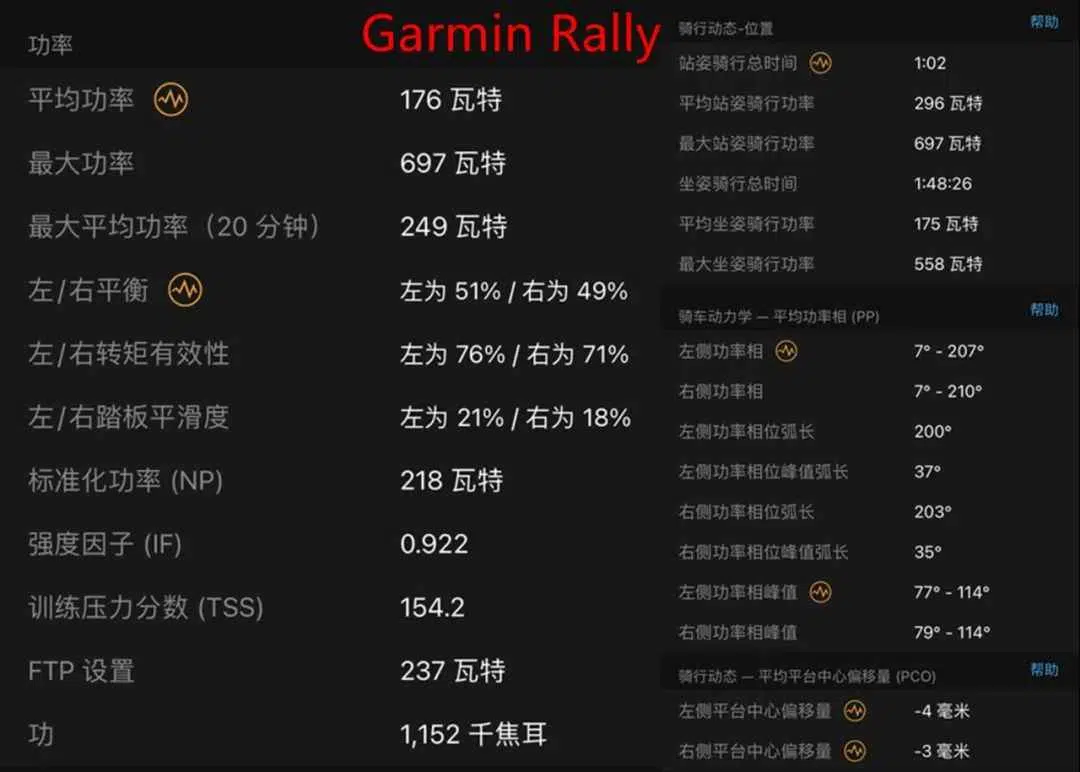 Garmin Rally
功率
平均功率 176 瓦特
最大功率 697 瓦特
最大平均功率（20 分钟） 249 瓦特
左/右平衡 左为 51% / 右为 49%
左/右转矩有效性 左为 76% / 右为 71%
左/右踏板平滑度 左为 21% / 右为 18%
标准化功率 (NP) 218 瓦特
强度因子 (IF) 0.922
训练压力分数 (TSS) 154.2
FTP 设置 237 瓦特
功 1,152 千焦耳
骑行动态-位置 帮助
站姿骑行总时间 1:02
平均站姿骑行功率 296 瓦特
最大站姿骑行功率 697 瓦特
坐姿骑行总时间 1:48:26
平均坐姿骑行功率 175 瓦特
最大坐姿骑行功率 558 瓦特
骑车动力学 — 平均功率相 (PP) 帮助
左侧功率相 7° - 207°
右侧功率相 7° - 210°
左侧功率相位弧长 200°
左侧功率相位峰值弧长 37°
右侧功率相位弧长 203°
右侧功率相位峰值弧长 35°
左侧功率相峰值 77° - 114°
右侧功率相峰值 79° - 114°
骑行动态 — 平均平台中心偏移量 (PCO) 帮助
左侧平台中心偏移量 -4 毫米
右侧平台中心偏移量 -3 毫米